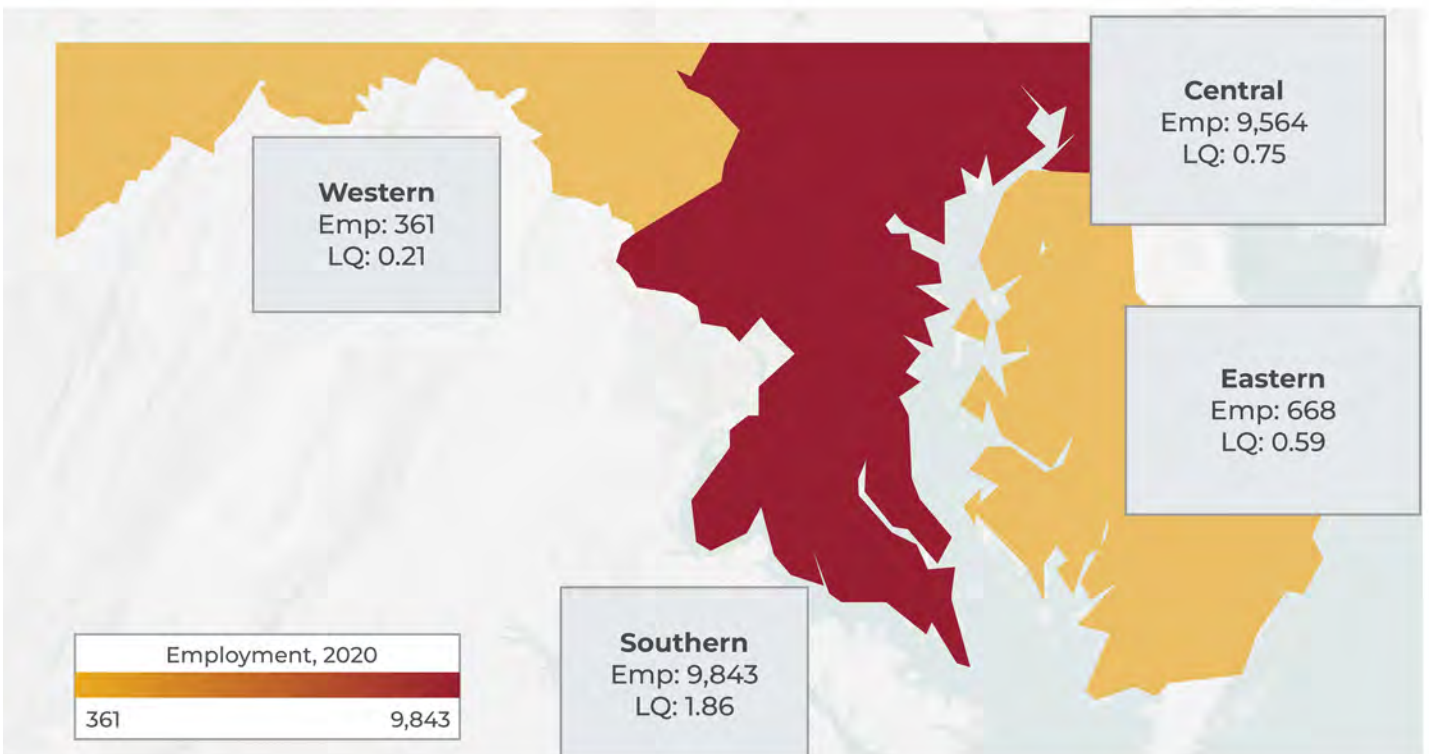 Central
Emp: 9,564
LQ: 0.75
Western
Emp: 361
LQ: 0.21
Eastern
Emp: 668
LQ: 0.59
Southern
Emp: 9,843
LQ: 1.86
Employment, 2020
361 9,843